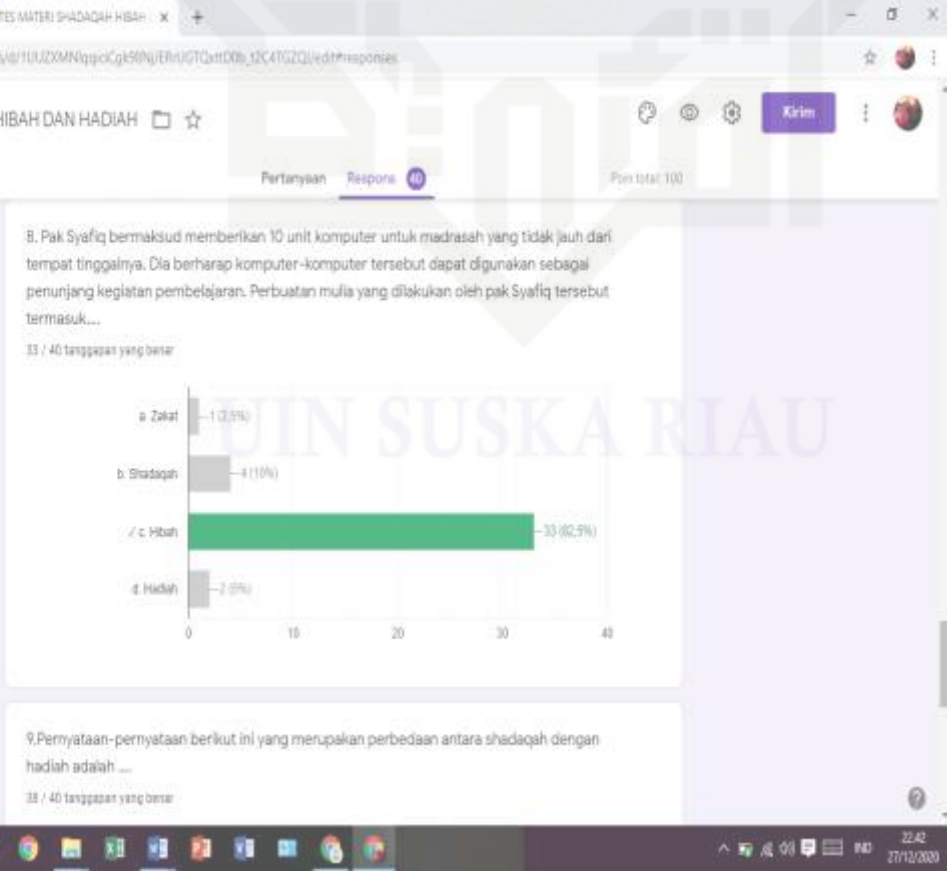 TES MATERI SHADAQAH HIBAH
HIBAH DAN HADIAH
Kirim
Pertanyaan Respons 40
Poin total: 100
8. Pak Syafiq bermaksud memberikan 10 unit komputer untuk madrasah yang tidak jauh dari
tempat tinggalnya. Dia berharap komputer-komputer tersebut dapat digunakan sebagai
penunjang kegiatan pembelajaran. Perbuatan mulia yang dilakukan oleh pak Syafiq tersebut
termasuk....
33 / 40 tanggapan yang benar
a. Zakat 1 (2,5%)
b. Shadaqah 4 (10%)
✓ c. Hibah 33 (82,5%)
d. Hadiah 2 (5%)
0 10 20 30 40
UIN SUSKA RIAU
9.Pernyataan-pernyataan berikut ini yang merupakan perbedaan antara shadaqah dengan
hadiah adalah ....
38 / 40 tanggapan yang benar
IND
22.42
27/12/2020